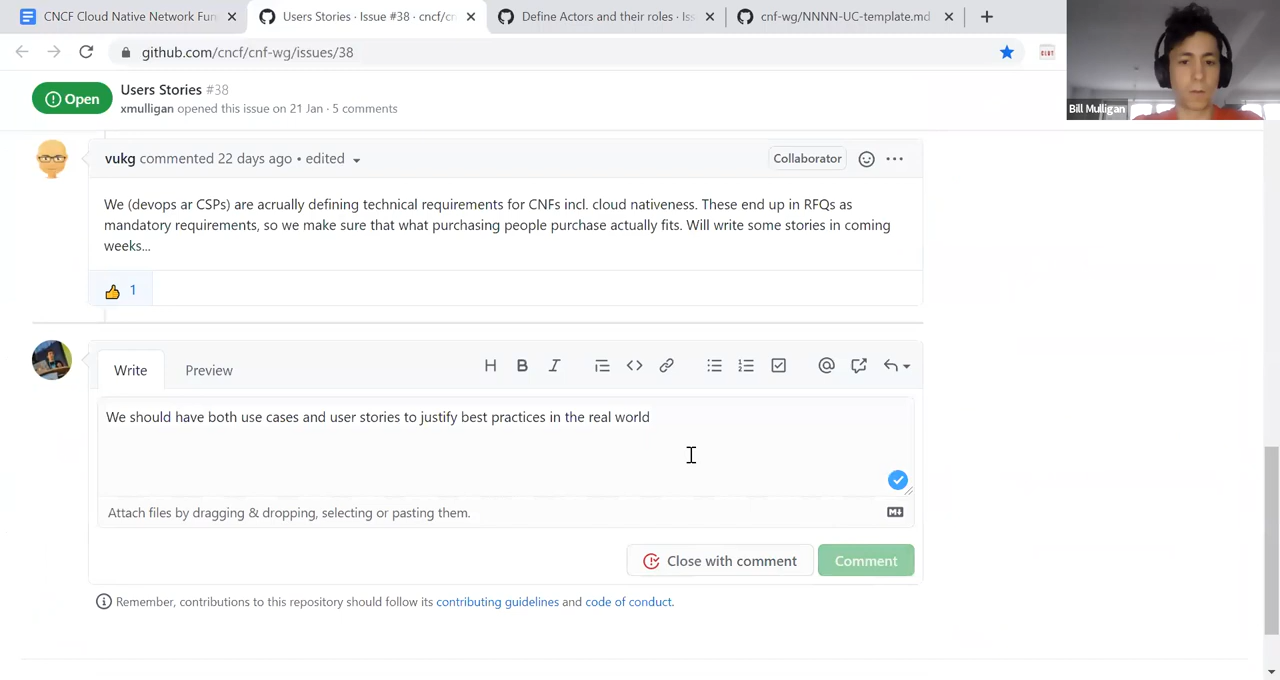 CNCF Cloud Native Network Fun
Users Stories · Issue #38 · cncf/cn
Define Actors and their roles · Iss
cnf-wg/NNNN-UC-template.md
github.com/cncf/cnf-wg/issues/38
Bill Mulligan
Open
Users Stories #38
xmulligan opened this issue on 21 Jan · 5 comments
vukg commented 22 days ago • edited
Collaborator
We (devops ar CSPs) are acrually defining technical requirements for CNFs incl. cloud nativeness. These end up in RFQs as
mandatory requirements, so we make sure that what purchasing people purchase actually fits. Will write some stories in coming
weeks...
1
Write
Preview
We should have both use cases and user stories to justify best practices in the real world
Attach files by dragging & dropping, selecting or pasting them.
Close with comment
Comment
Remember, contributions to this repository should follow its contributing guidelines and code of conduct.